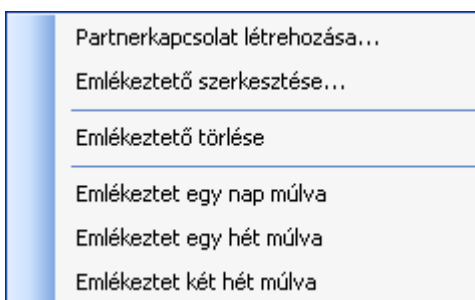 Partnerkapcsolat létrehozása...
Emlékeztető szerkesztése...
Emlékeztető törlése
Emlékeztet egy nap múlva
Emlékeztet egy hét múlva
Emlékeztet két hét múlva